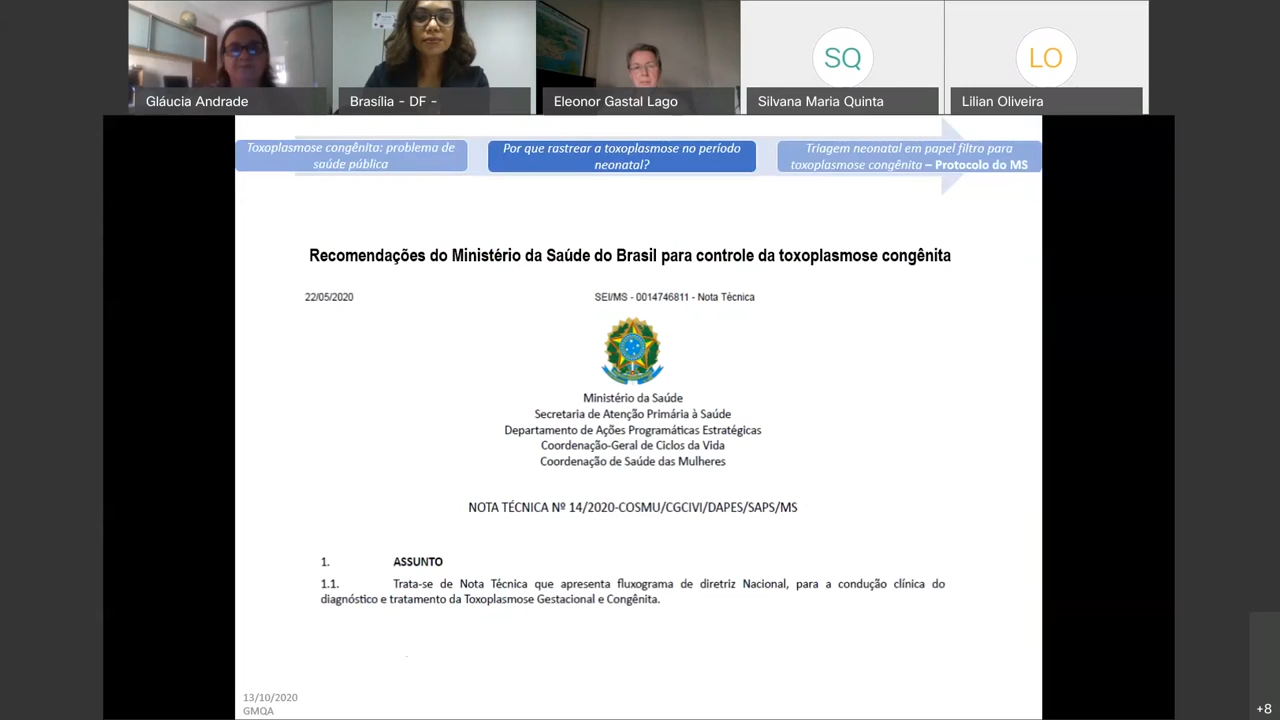 SQ
LO
Gláucia Andrade
Brasília - DF -
Eleonor Gastal Lago
Silvana Maria Quinta
Lilian Oliveira
Toxoplasmose congênita: problema de
saúde pública
Por que rastrear a toxoplasmose no período
neonatal?
Triagem neonatal em papel filtro para
toxoplasmose congênita – Protocolo do MS
Recomendações do Ministério da Saúde do Brasil para controle da toxoplasmose congênita
22/05/2020
SEI/MS - 0014746811 - Nota Técnica
Ministério da Saúde
Secretaria de Atenção Primária à Saúde
Departamento de Ações Programáticas Estratégicas
Coordenação-Geral de Ciclos da Vida
Coordenação de Saúde das Mulheres
NOTA TÉCNICA Nº 14/2020-COSMU/CGCIVI/DAPES/SAPS/MS
1. ASSUNTO
1.1. Trata-se de Nota Técnica que apresenta fluxograma de diretriz Nacional, para a condução clínica do
diagnóstico e tratamento da Toxoplasmose Gestacional e Congênita.
13/10/2020
GMQA
+8